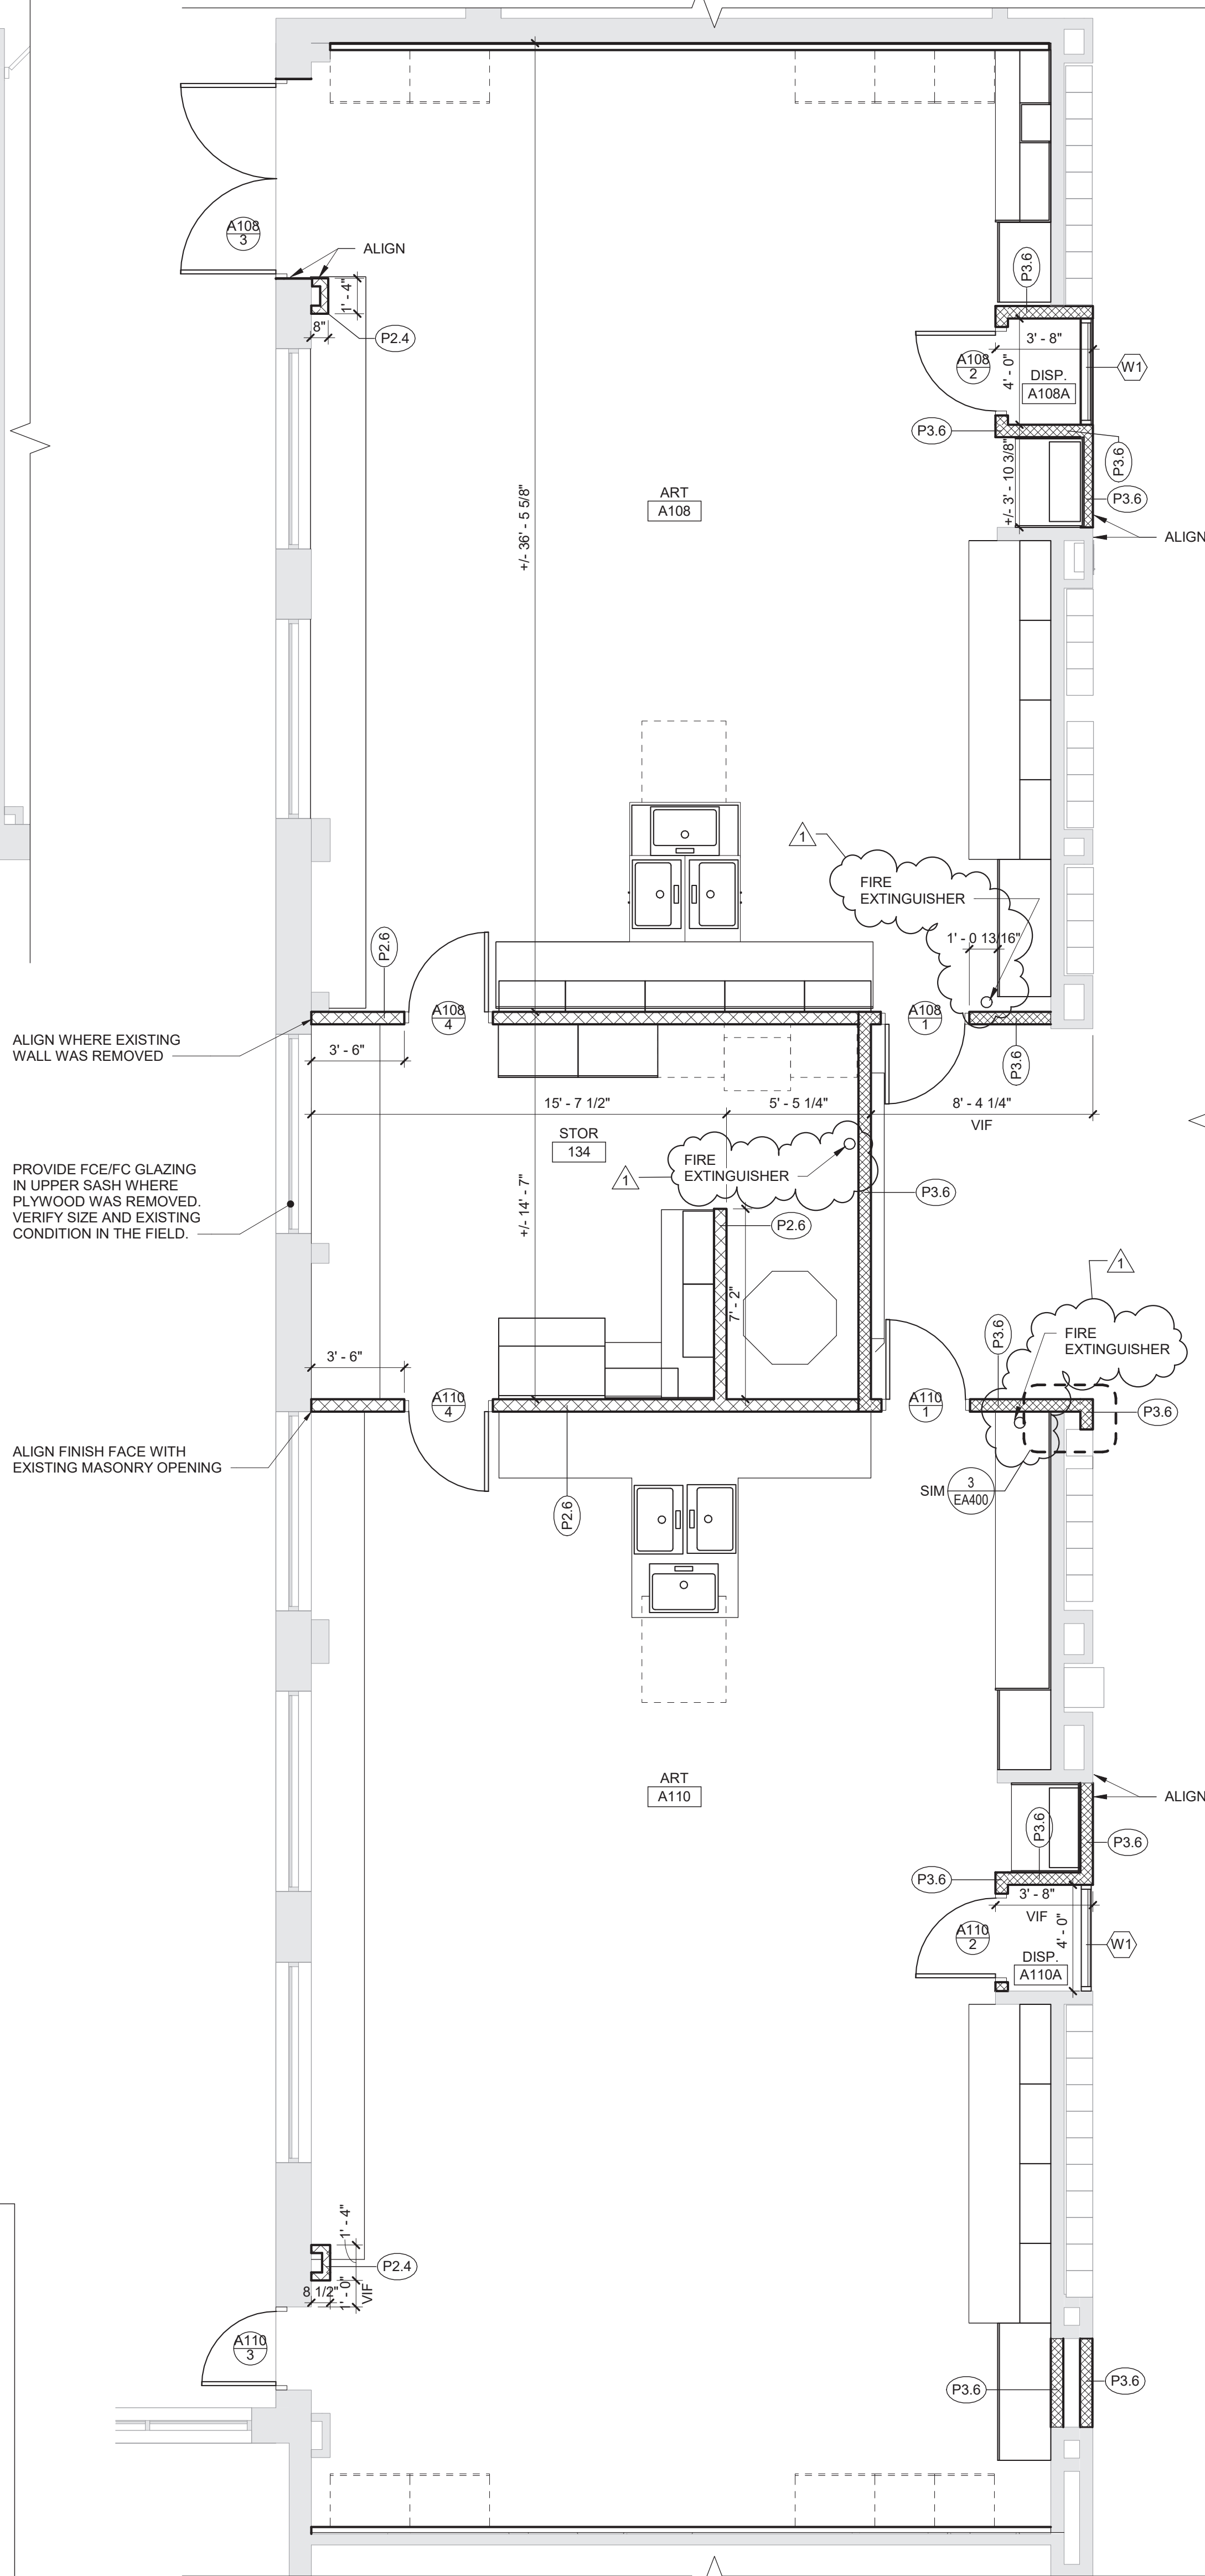 A108
3
ALIGN
1' - 4"
8"
P2.4
P3.6
3' - 8"
A108
2
4' - 0"
DISP.
A108A
W1
P3.6
P3.6
+/- 3' - 10 3/8"
P3.6
ALIGN
ART
A108
+/- 36' - 5 5/8"
1
FIRE
EXTINGUISHER
1' - 0 13/16"
P2.6
A108
4
A108
1
P3.6
ALIGN WHERE EXISTING
WALL WAS REMOVED
3' - 6"
15' - 7 1/2"
5' - 5 1/4"
8' - 4 1/4"
VIF
STOR
134
FIRE
EXTINGUISHER
1
PROVIDE FCE/FC GLAZING
IN UPPER SASH WHERE
PLYWOOD WAS REMOVED.
VERIFY SIZE AND EXISTING
CONDITION IN THE FIELD.
+/- 14' - 7"
P3.6
P2.6
7' - 2"
1
FIRE
EXTINGUISHER
P3.6
3' - 6"
A110
4
A110
1
P3.6
ALIGN FINISH FACE WITH
EXISTING MASONRY OPENING
SIM
3
EA400
P2.6
ART
A110
ALIGN
P3.6
P3.6
P3.6
3' - 8"
VIF
A110
2
4' - 0"
DISP.
A110A
W1
1' - 4"
P2.4
8 1/2"
1' - 0"
VIF
A110
3
P3.6
P3.6